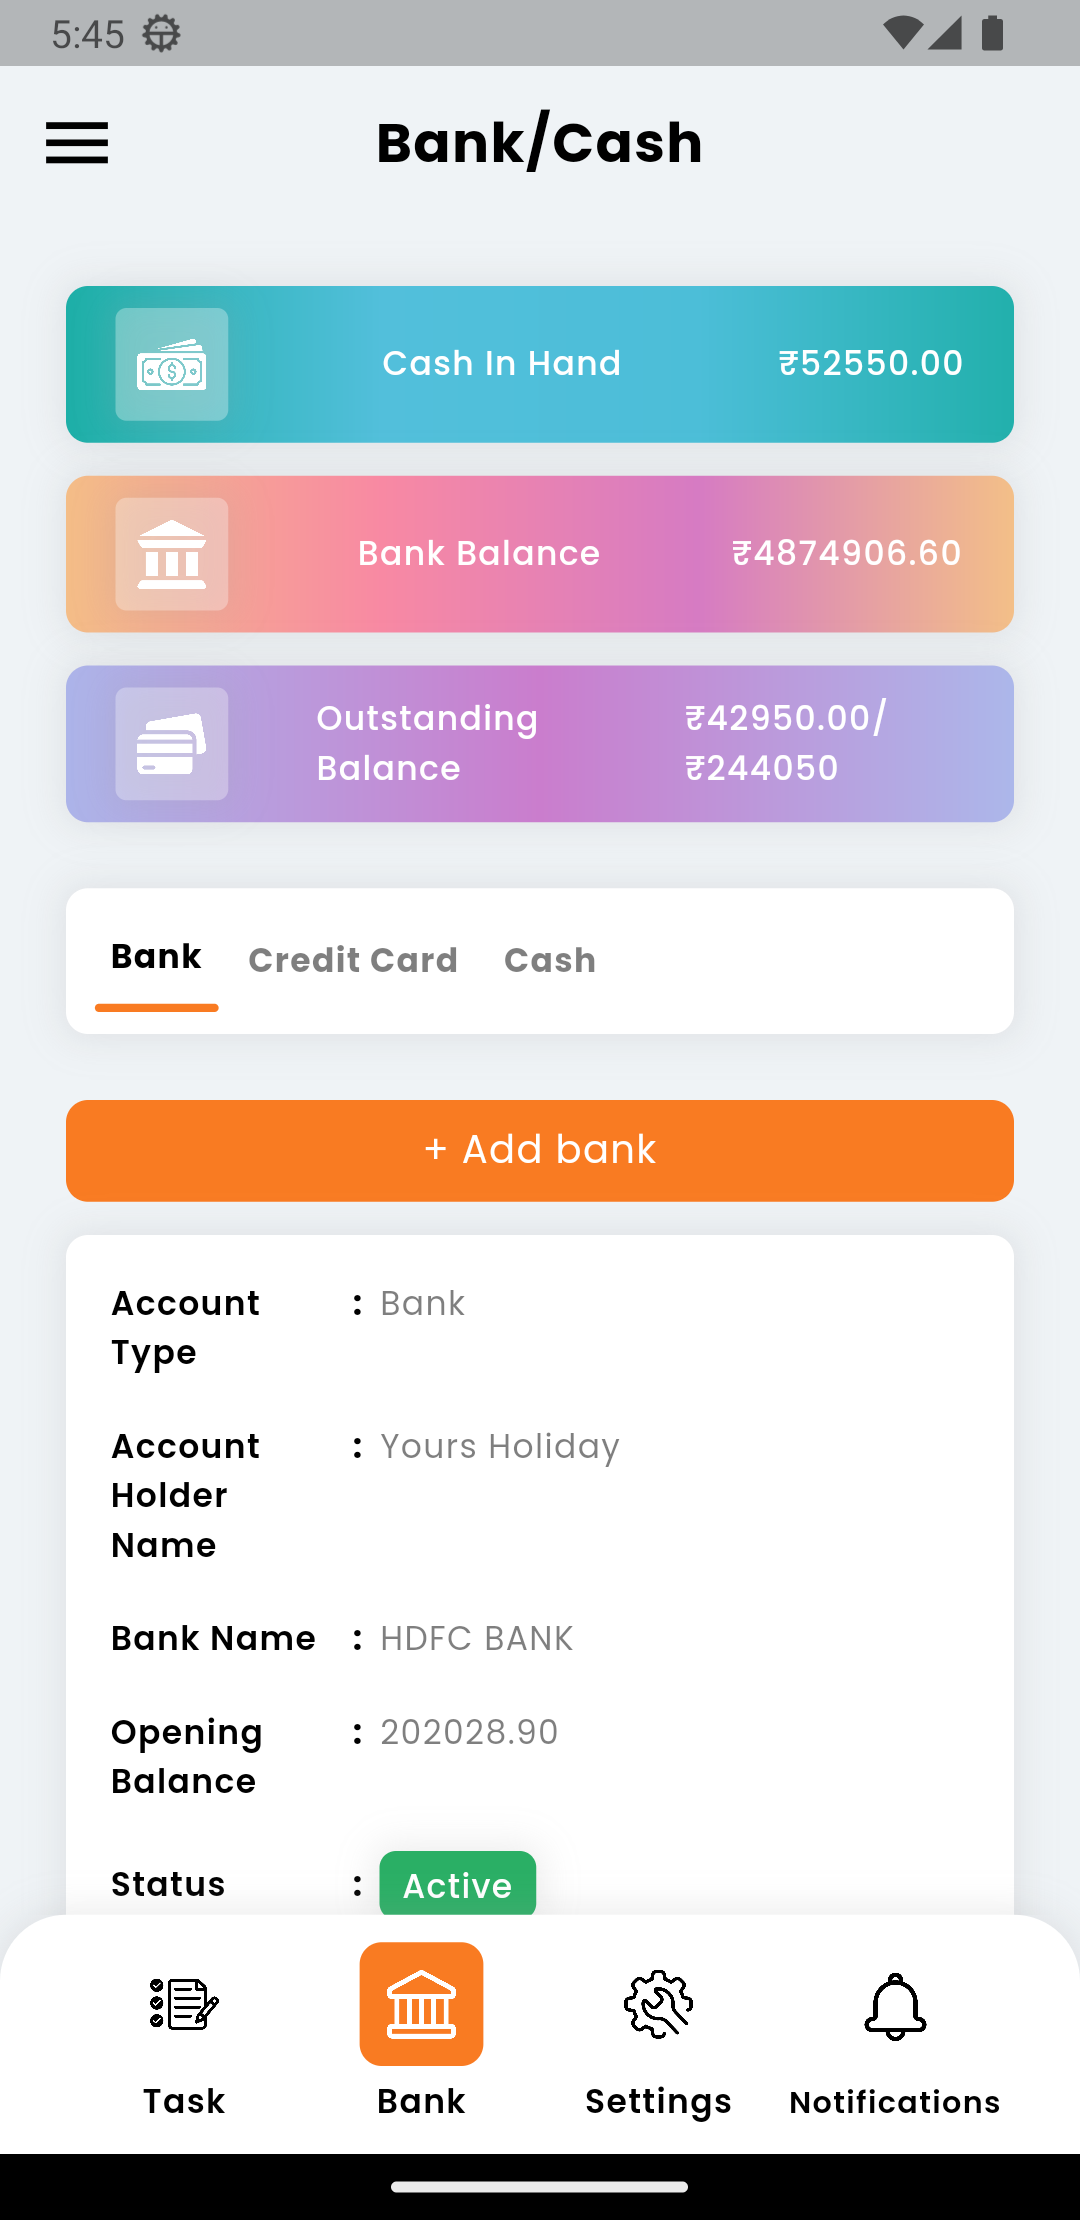 5:45
Bank/Cash
Cash In Hand ₹52550.00
Bank Balance ₹4874906.60
Outstanding ₹42950.00/
Balance ₹244050
Bank Credit Card Cash
+ Add bank
Account : Bank
Type
Account : Yours Holiday
Holder
Name
Bank Name : HDFC BANK
Opening : 202028.90
Balance
Status : Active
Task Bank Settings Notifications